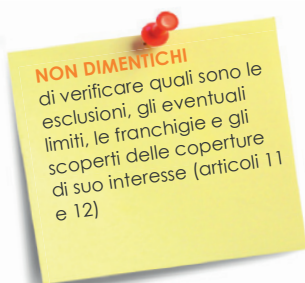 NON DIMENTICHI
di verificare quali sono le
esclusioni, gli eventuali
limiti, le franchigie e gli
scoperti delle coperture
di suo interesse (articoli 11
e 12)